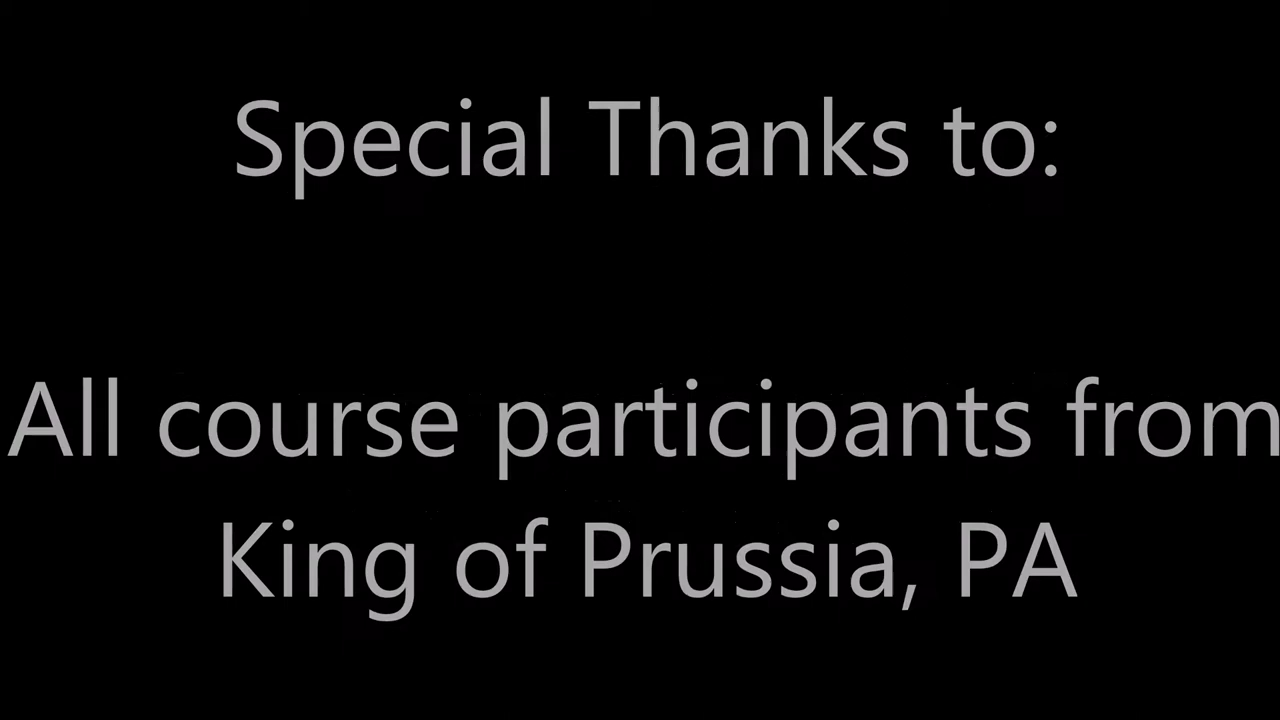 Special Thanks to:
All course participants from
King of Prussia, PA